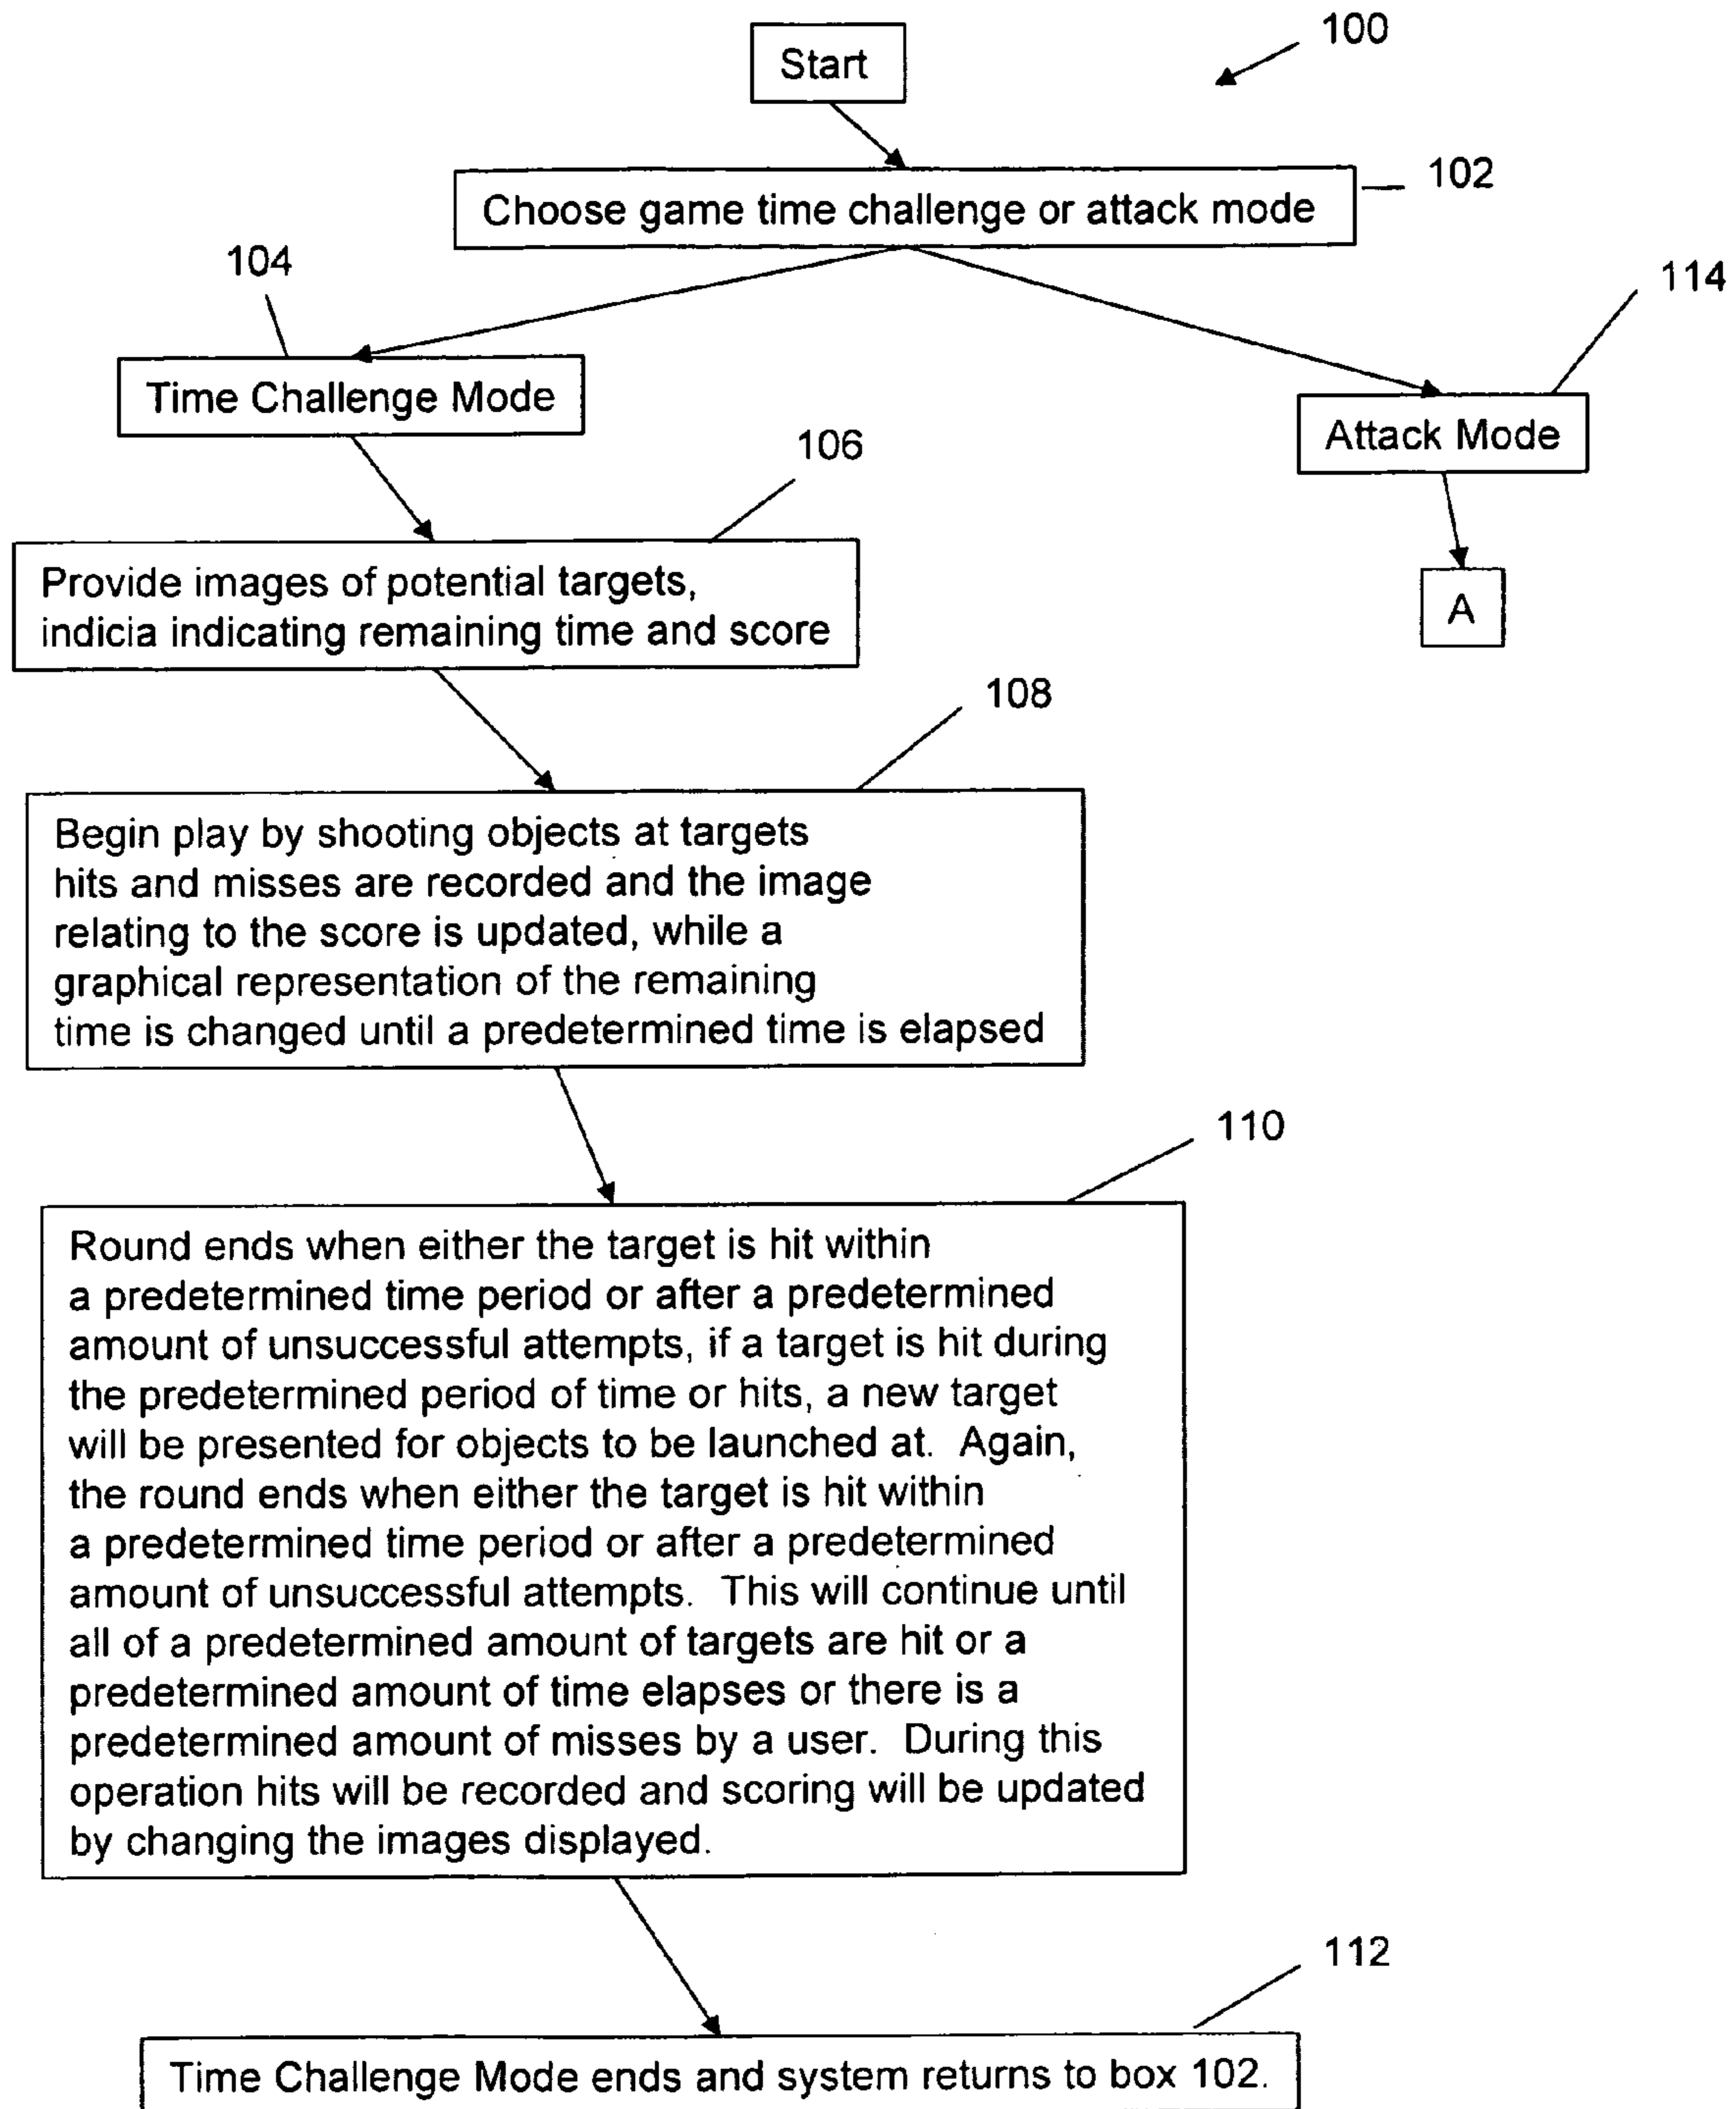 100
Start
102
Choose game time challenge or attack mode
104
114
Time Challenge Mode
Attack Mode
106
A
Provide images of potential targets,
indicia indicating remaining time and score
108
Begin play by shooting objects at targets
hits and misses are recorded and the image
relating to the score is updated, while a
graphical representation of the remaining
time is changed until a predetermined time is elapsed
110
Round ends when either the target is hit within
a predetermined time period or after a predetermined
amount of unsuccessful attempts, if a target is hit during
the predetermined period of time or hits, a new target
will be presented for objects to be launched at. Again,
the round ends when either the target is hit within
a predetermined time period or after a predetermined
amount of unsuccessful attempts. This will continue until
all of a predetermined amount of targets are hit or a
predetermined amount of time elapses or there is a
predetermined amount of misses by a user. During this
operation hits will be recorded and scoring will be updated
by changing the images displayed.
112
Time Challenge Mode ends and system returns to box 102.